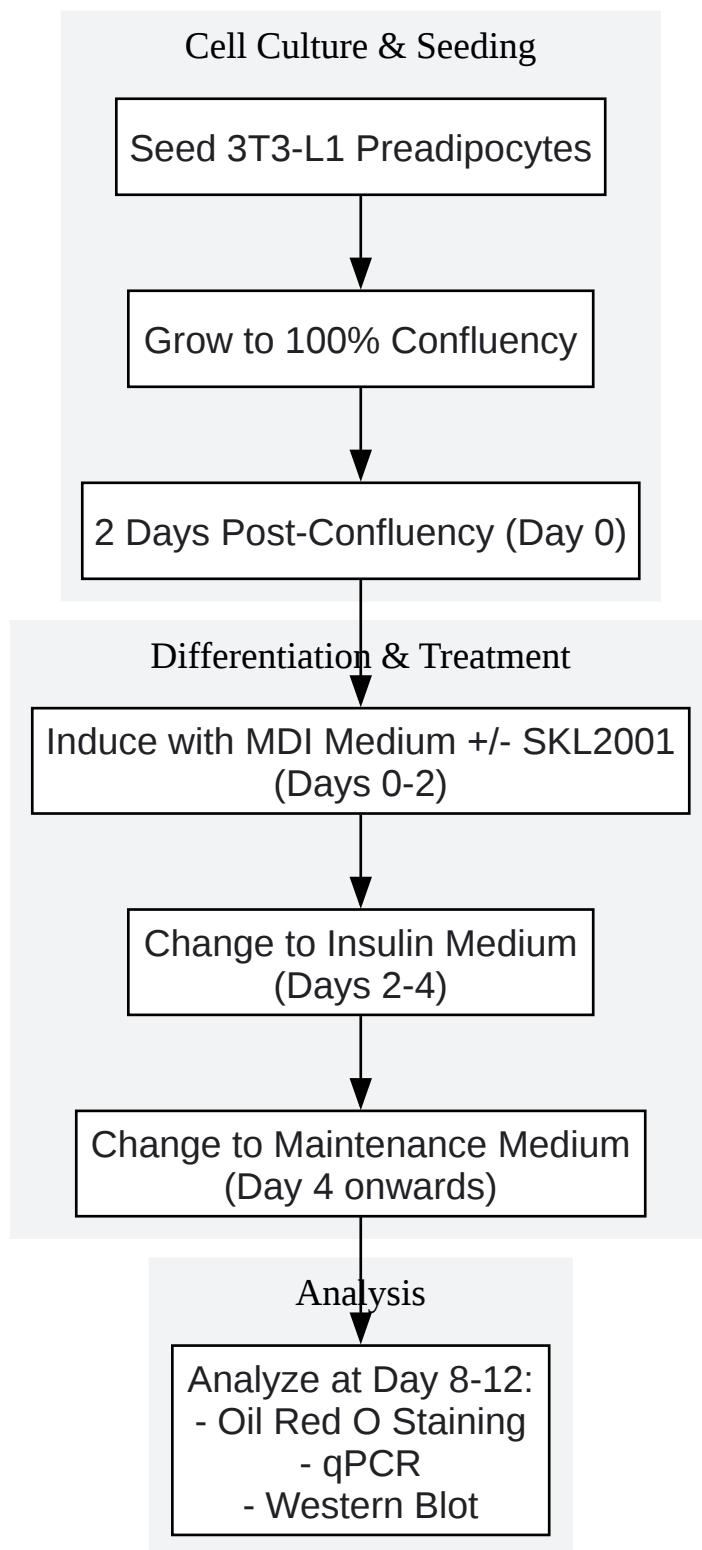 Cell Culture & Seeding
Seed 3T3-L1 Preadipocytes
Grow to 100% Confluency
2 Days Post-Confluency (Day 0)
Differentiation & Treatment
Induce with MDI Medium +/- SKL2001
(Days 0-2)
Change to Insulin Medium
(Days 2-4)
Change to Maintenance Medium
(Day 4 onwards)
Analysis
Analyze at Day 8-12:
- Oil Red O Staining
- qPCR
- Western Blot